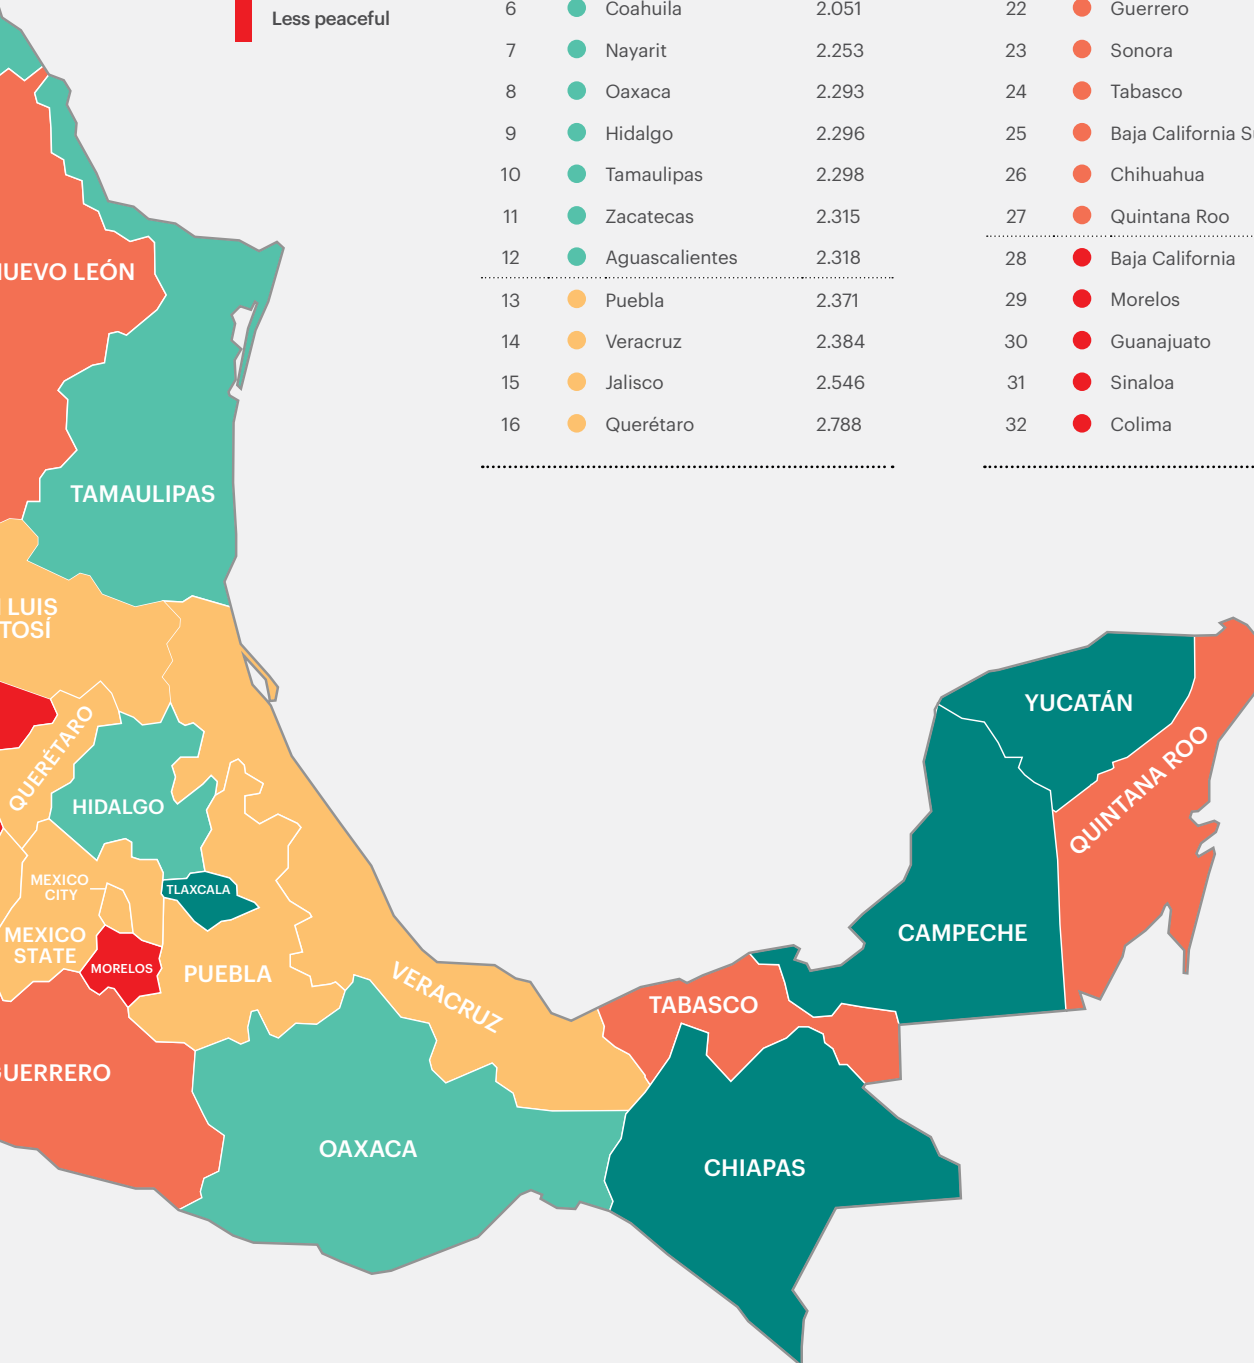 Less peaceful
6 Coahuila 2.051
7 Nayarit 2.253
8 Oaxaca 2.293
9 Hidalgo 2.296
10 Tamaulipas 2.298
11 Zacatecas 2.315
12 Aguascalientes 2.318
13 Puebla 2.371
14 Veracruz 2.384
15 Jalisco 2.546
16 Querétaro 2.788
22 Guerrero
23 Sonora
24 Tabasco
25 Baja California S
26 Chihuahua
27 Quintana Roo
28 Baja California
29 Morelos
30 Guanajuato
31 Sinaloa
32 Colima
UEVO LEÓN
TAMAULIPAS
LUIS
TOSÍ
QUERÉTARO
HIDALGO
MEXICO
CITY
TLAXCALA
MEXICO
STATE
MORELOS
PUEBLA
VERACRUZ
UERRERO
OAXACA
TABASCO
CHIAPAS
CAMPECHE
YUCATÁN
QUINTANA ROO